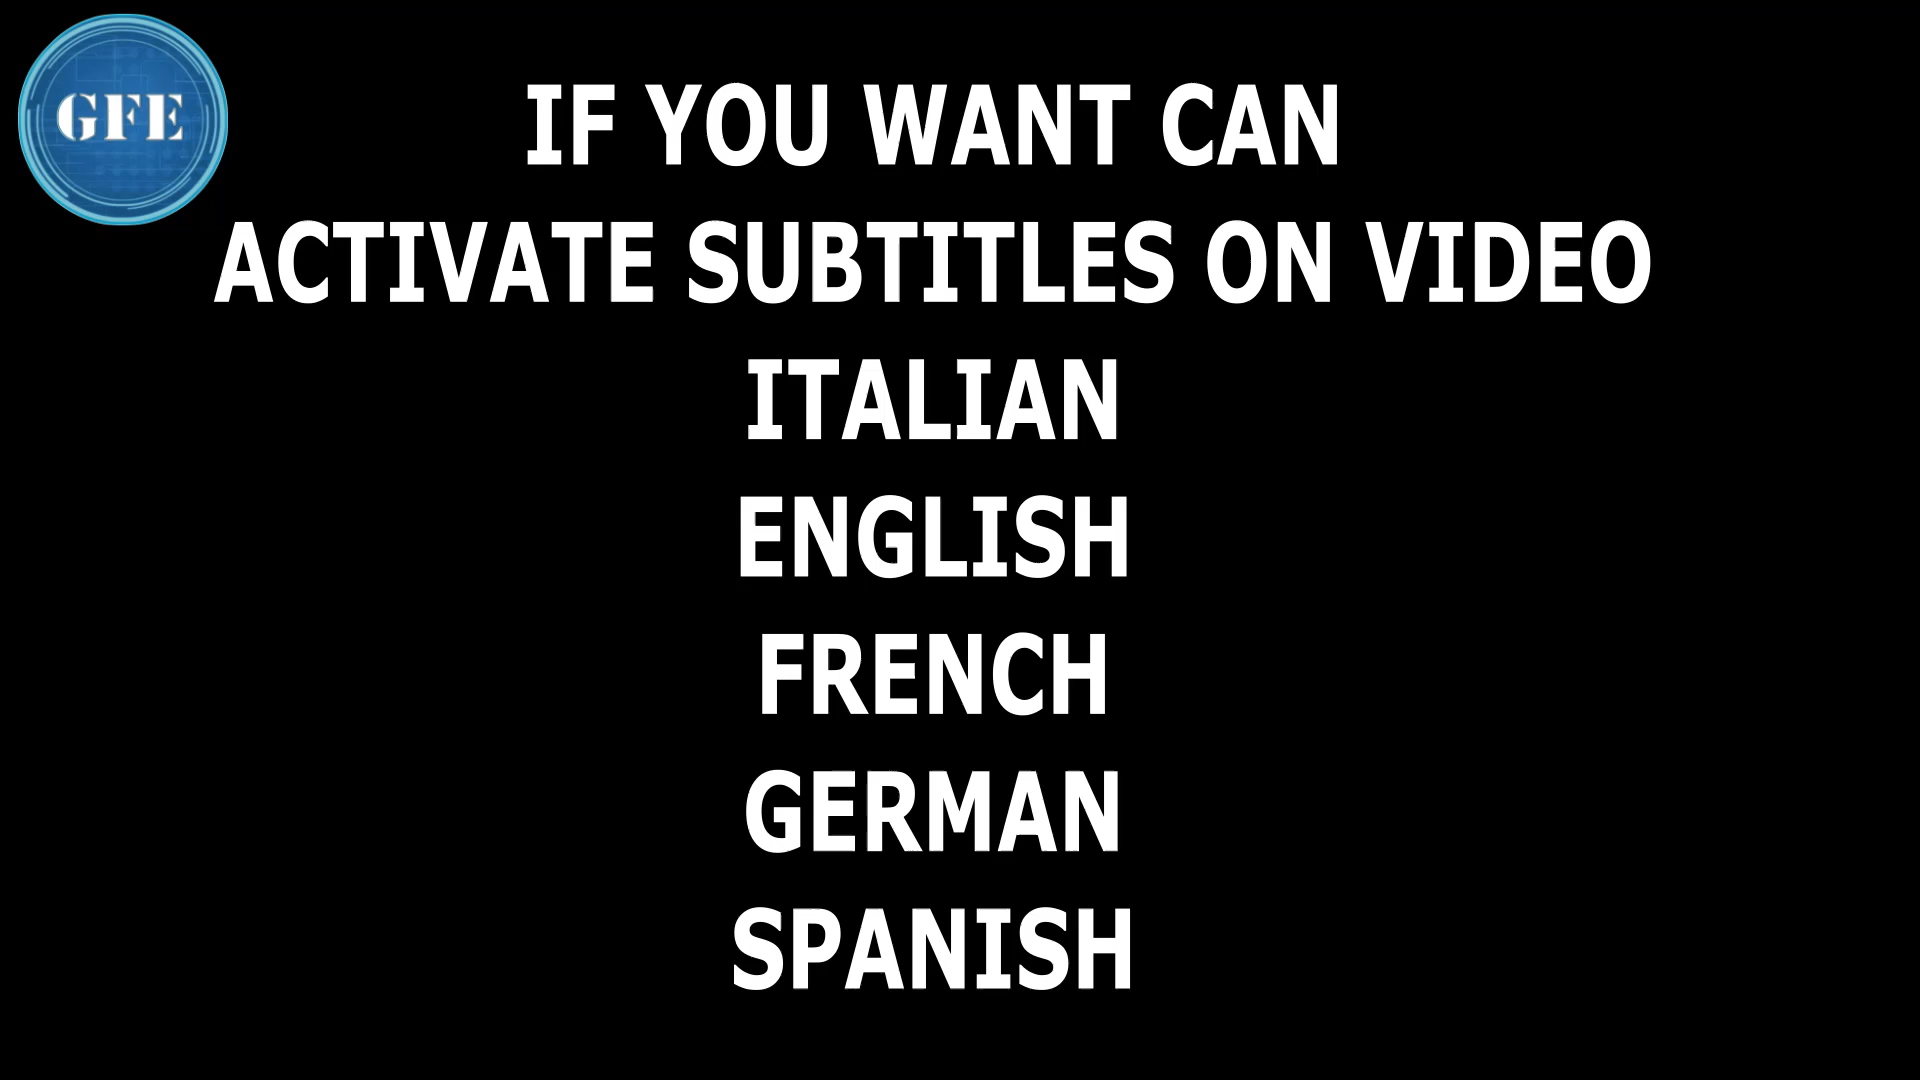 GFE
IF YOU WANT CAN
ACTIVATE SUBTITLES ON VIDEO
ITALIAN
ENGLISH
FRENCH
GERMAN
SPANISH